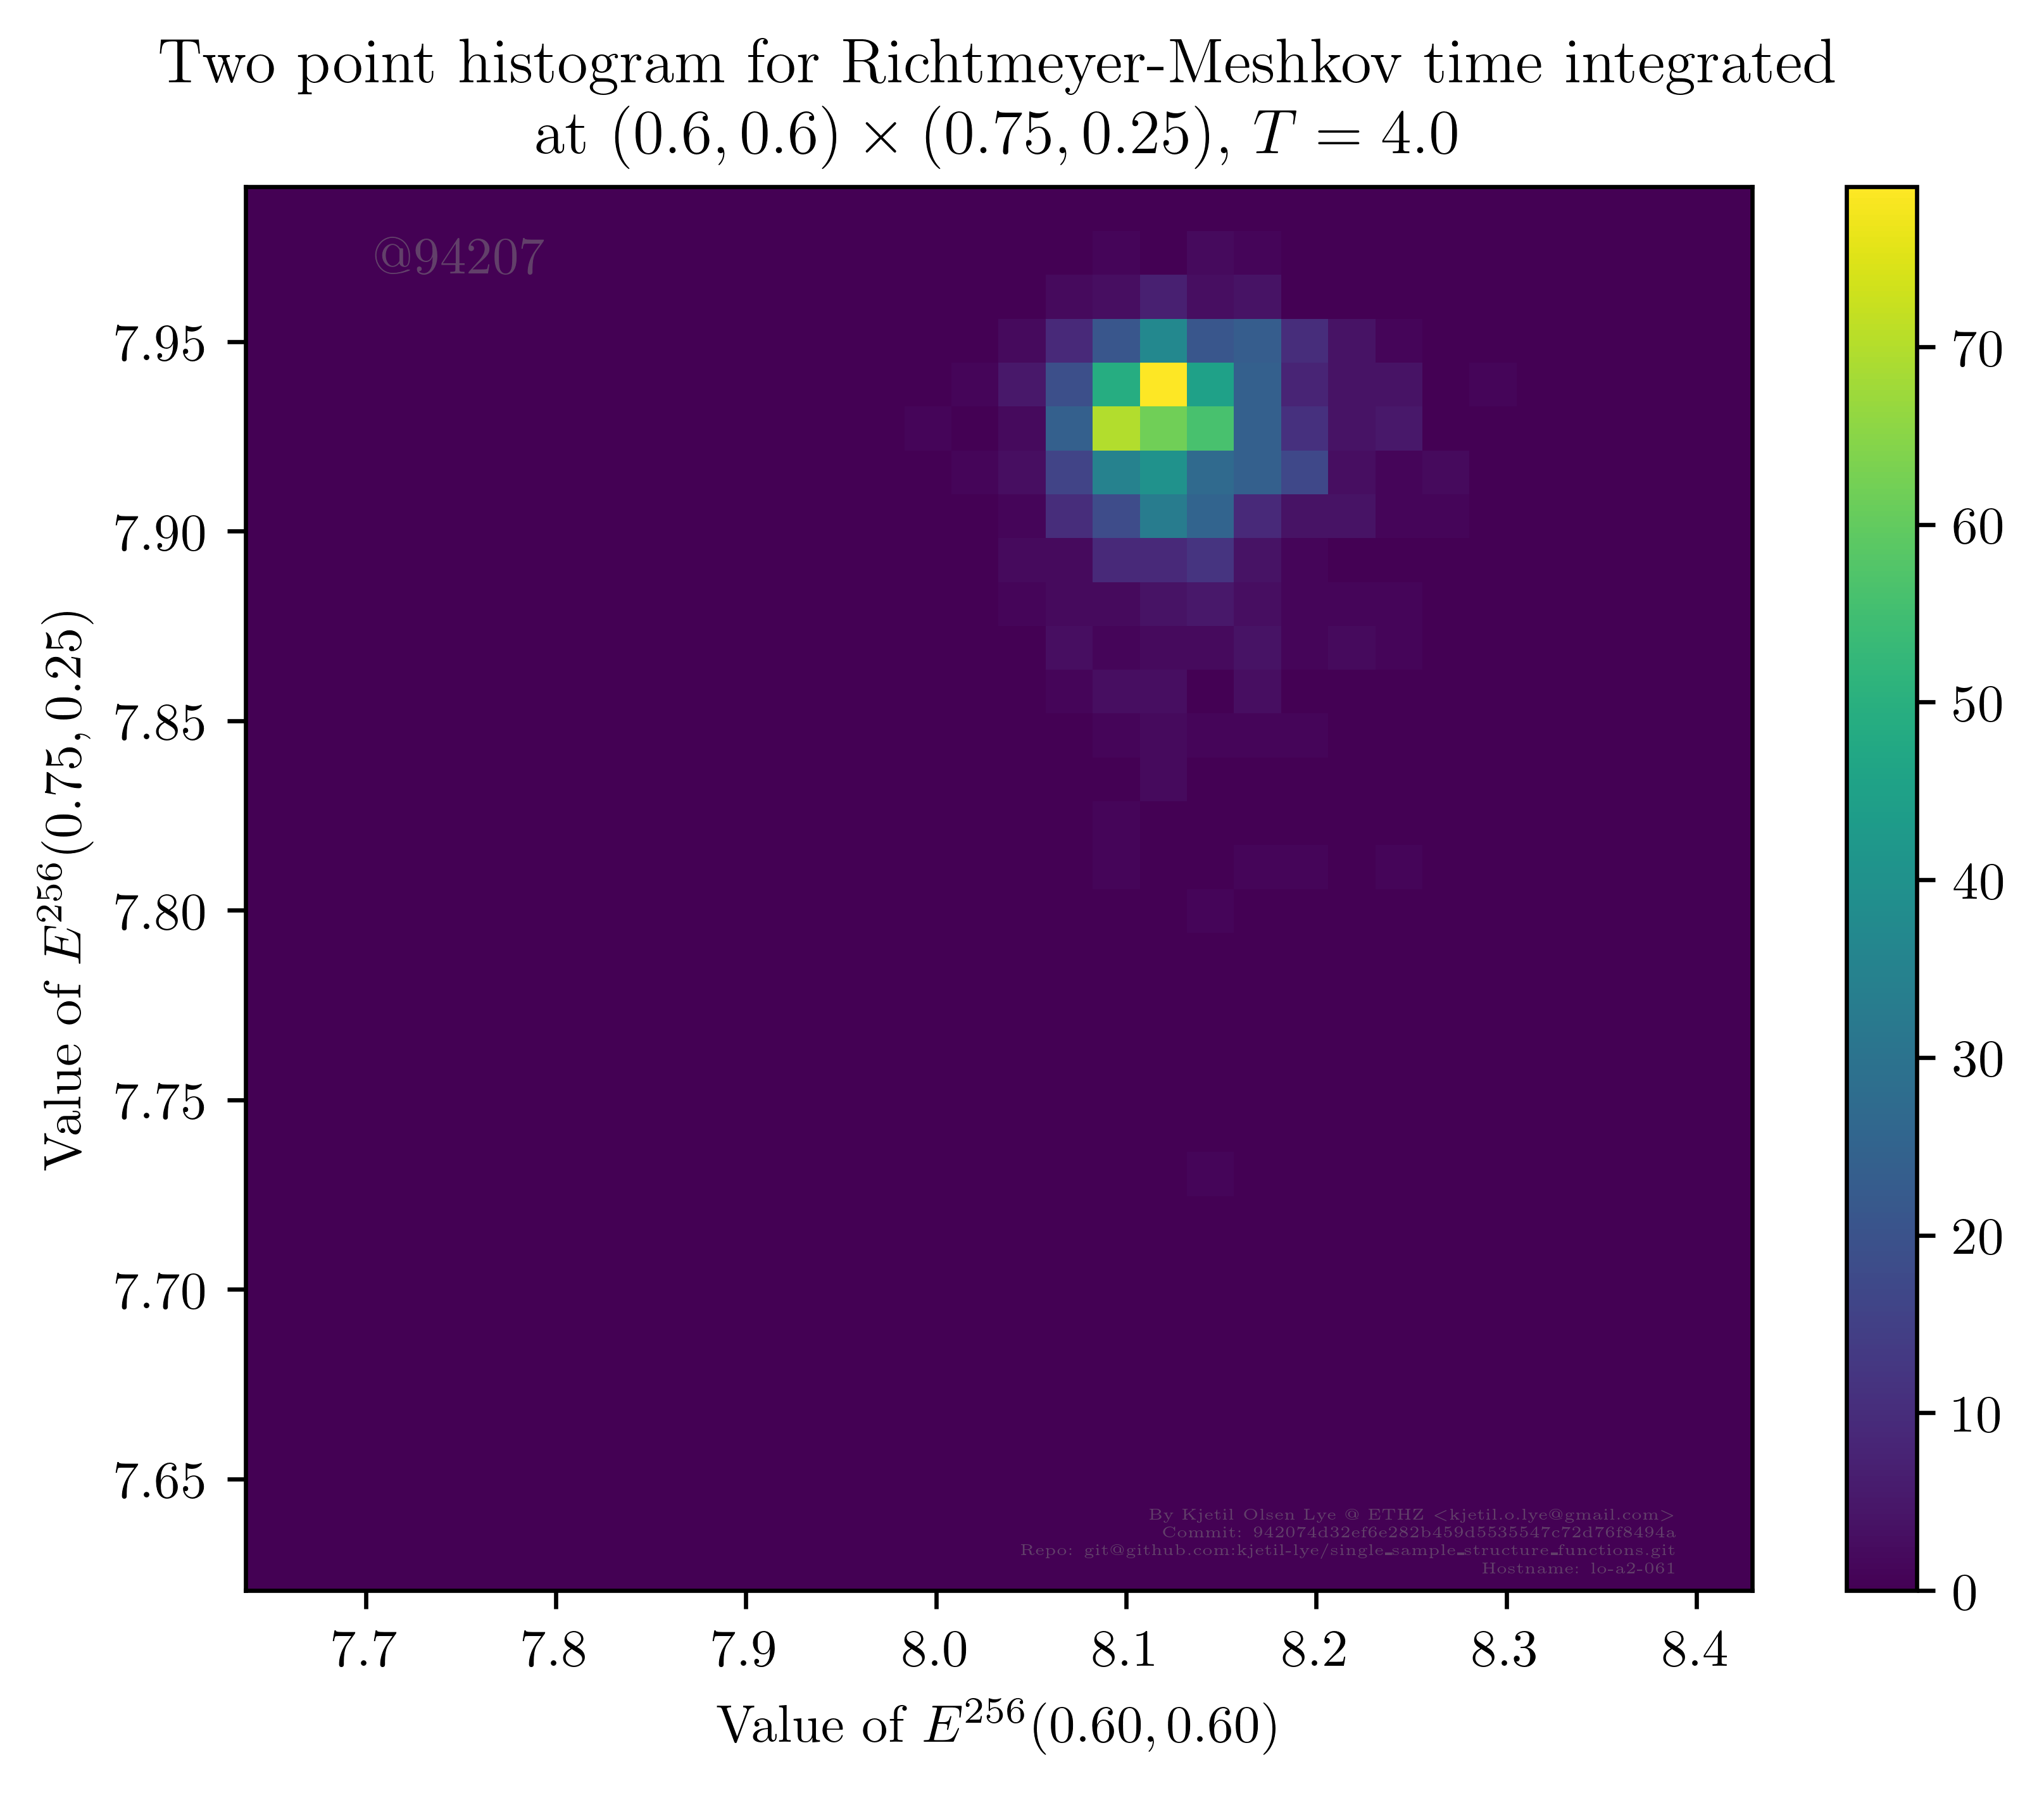 Two point histogram for Richtmeyer-Meshkov time integrated
at (0.6, 0.6) × (0.75, 0.25), T = 4.0
@94207
7.95
7.90
7.85
7.80
7.75
7.70
7.65
Value of E²⁵⁶(0.75, 0.25)
70
60
50
40
30
20
10
0
By Kjetil Olsen Lye @ ETHZ <kjetil.o.lye@gmail.com>
Commit: 942074d32ef6e282b459d5535547c72d76f8494a
Repo: git@github.com:kjetil-lye/single_sample_structure_functions.git
Hostname: lo-a2-061
7.7 7.8 7.9 8.0 8.1 8.2 8.3 8.4
Value of E²⁵⁶(0.60, 0.60)